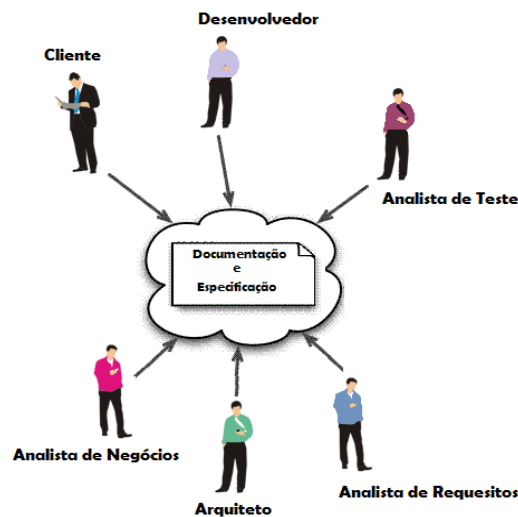 Desenvolvedor
Cliente
Analista de Teste
Documentação
e
Especificação
Analista de Negócios
Analista de Requesitos
Arquiteto